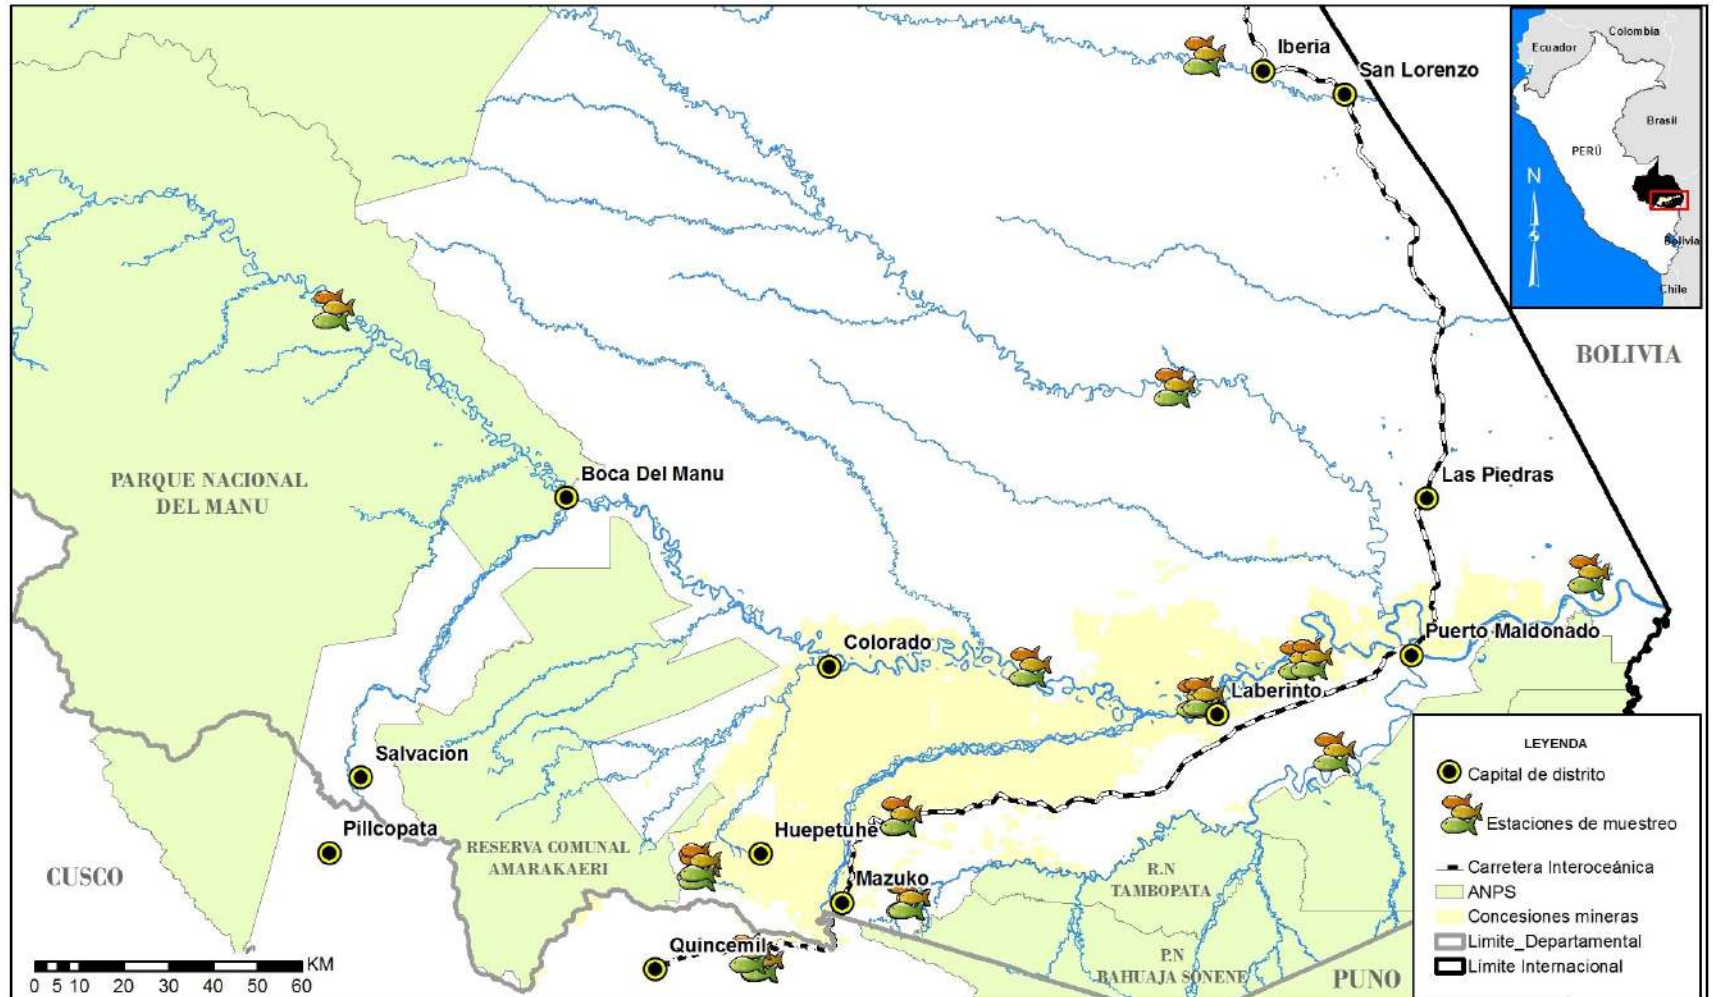 Iberia
San Lorenzo
Ecuador
Colombia
Brasil
PERÚ
N
Bolivia
Chile
BOLIVIA
PARQUE NACIONAL
DEL MANU
Boca Del Manu
Las Piedras
Colorado
Puerto Maldonado
Laberinto
Salvacion
Pillcopata
CUSCO
RESERVA COMUNAL
AMARAKAERI
Huepetuhe
Mazuko
R.N
TAMBOPATA
Quincemil
P.N
BAHUAJA SONENE
PUNO
LEYENDA
Capital de distrito
Estaciones de muestreo
Carretera Interoceánica
ANPS
Concesiones mineras
Limite_Departamental
Límite Internacional
KM
0 5 10 20 30 40 50 60